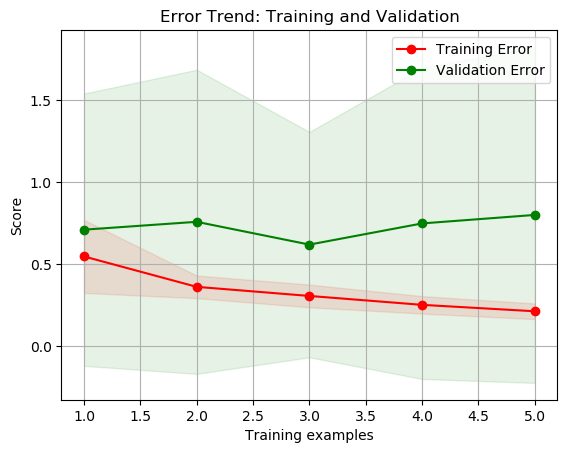 Error Trend: Training and Validation
Training Error
Validation Error
Score
1.5
1.0
0.5
0.0
1.0 1.5 2.0 2.5 3.0 3.5 4.0 4.5 5.0
Training examples